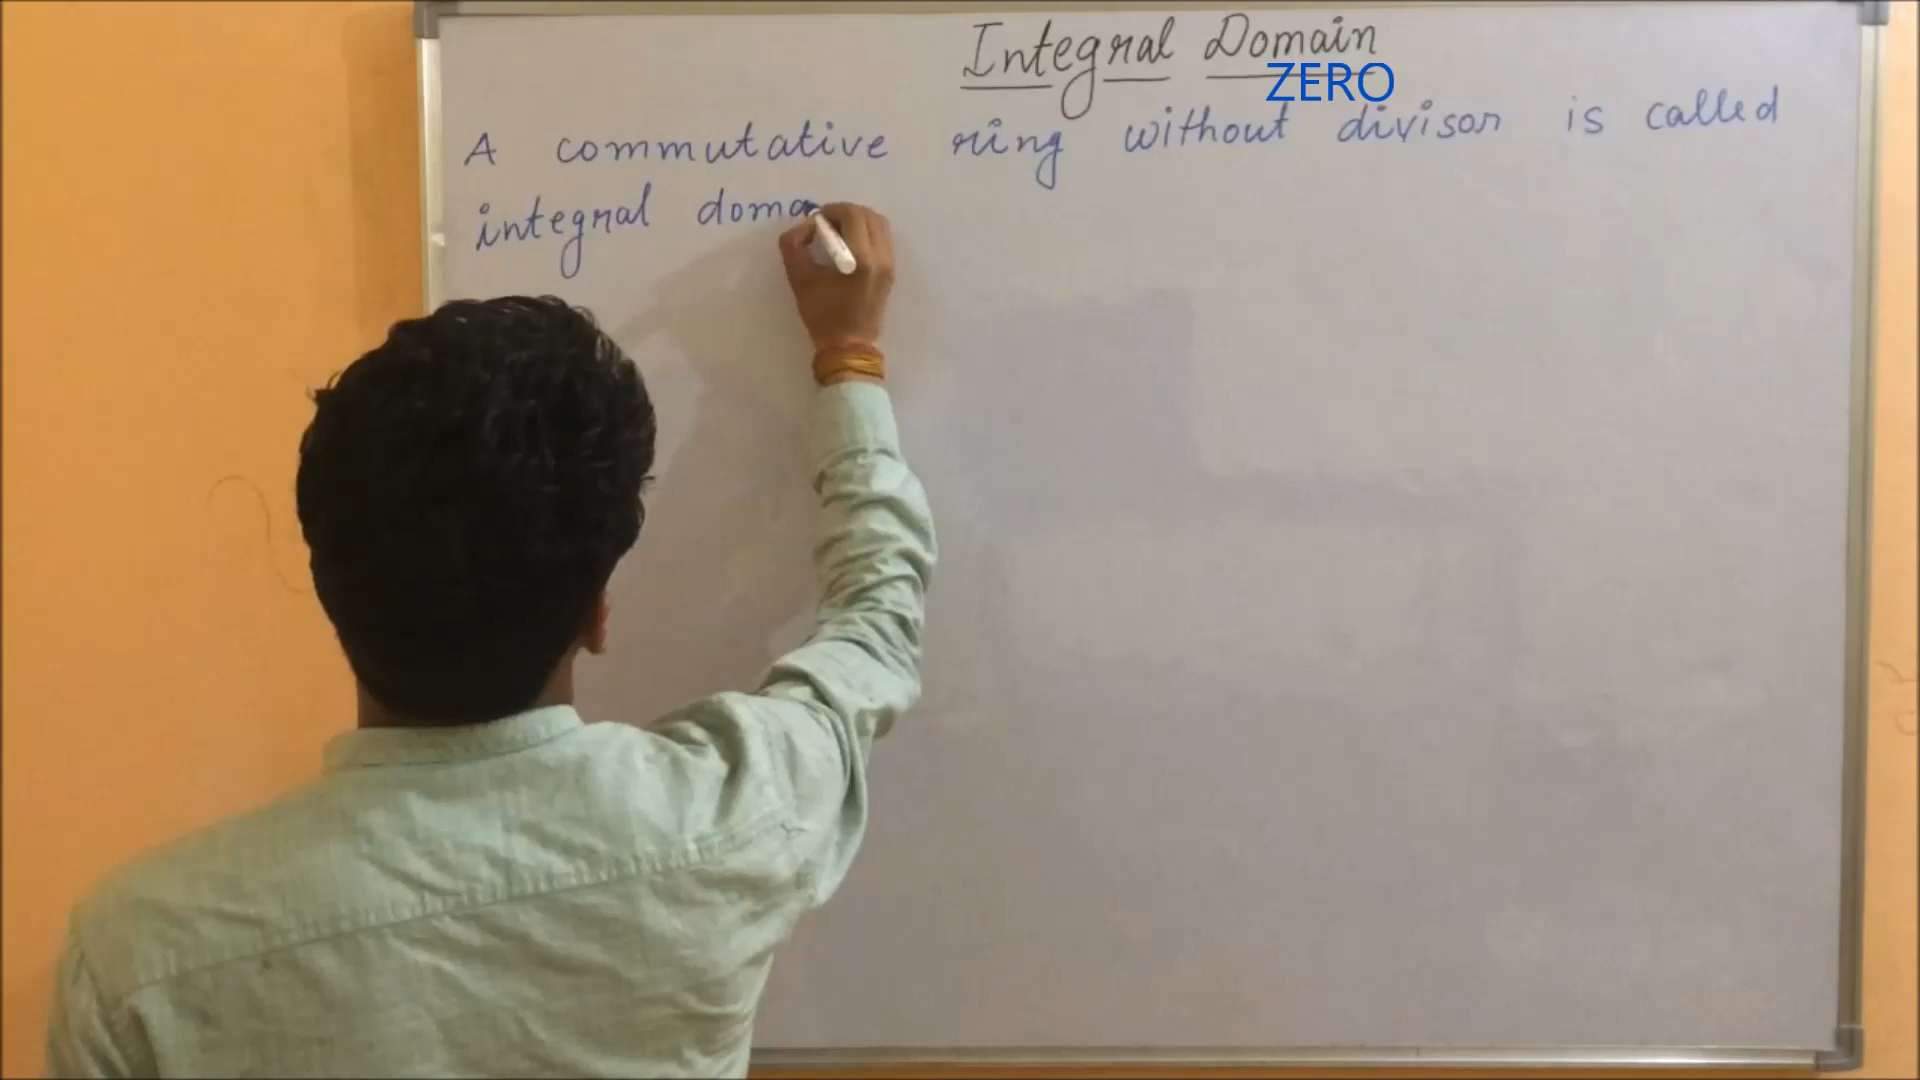 Integral Domain
ZERO
A commutative ring without divisor is called
integral doma